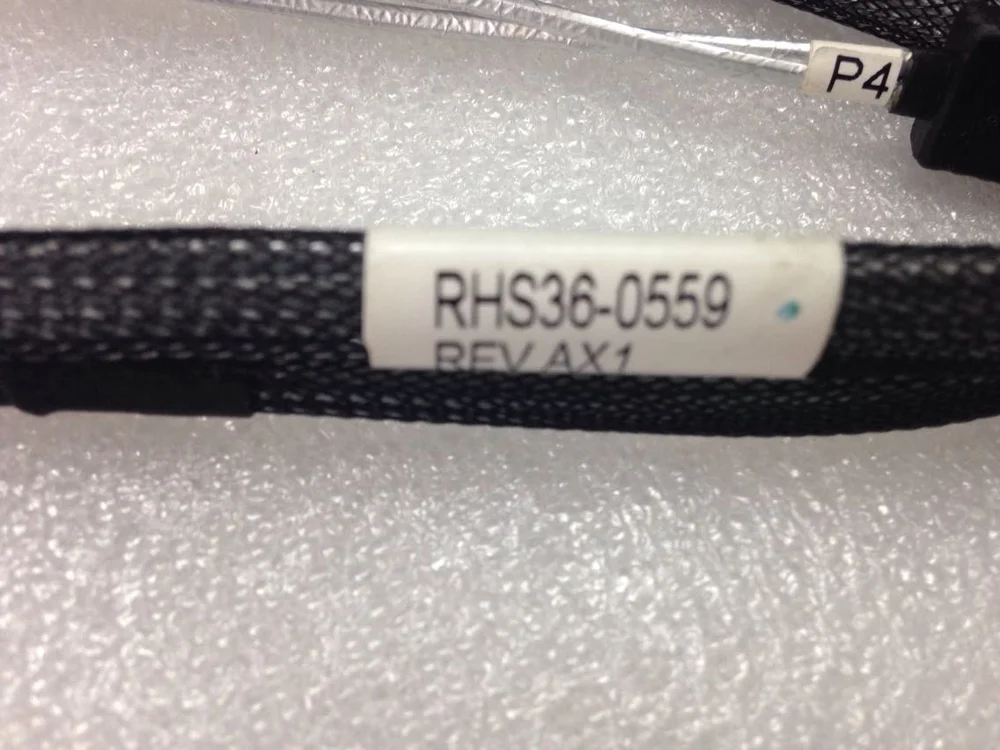 P4
RHS36-0559
REV AX1